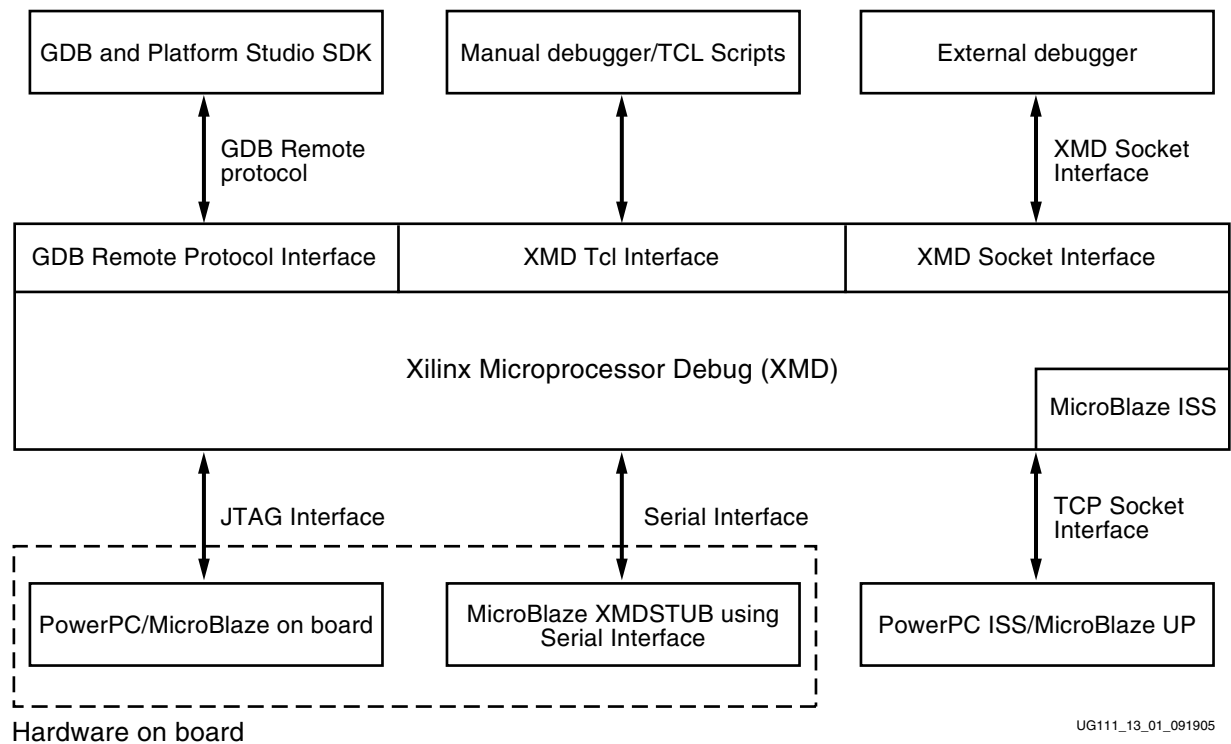 GDB and Platform Studio SDK
Manual debugger/TCL Scripts
External debugger
GDB Remote
protocol
XMD Socket
Interface
GDB Remote Protocol Interface
XMD Tcl Interface
XMD Socket Interface
Xilinx Microprocessor Debug (XMD)
MicroBlaze ISS
JTAG Interface
Serial Interface
TCP Socket
Interface
PowerPC/MicroBlaze on board
MicroBlaze XMDSTUB using
Serial Interface
PowerPC ISS/MicroBlaze UP
Hardware on board
UG111_13_01_091905